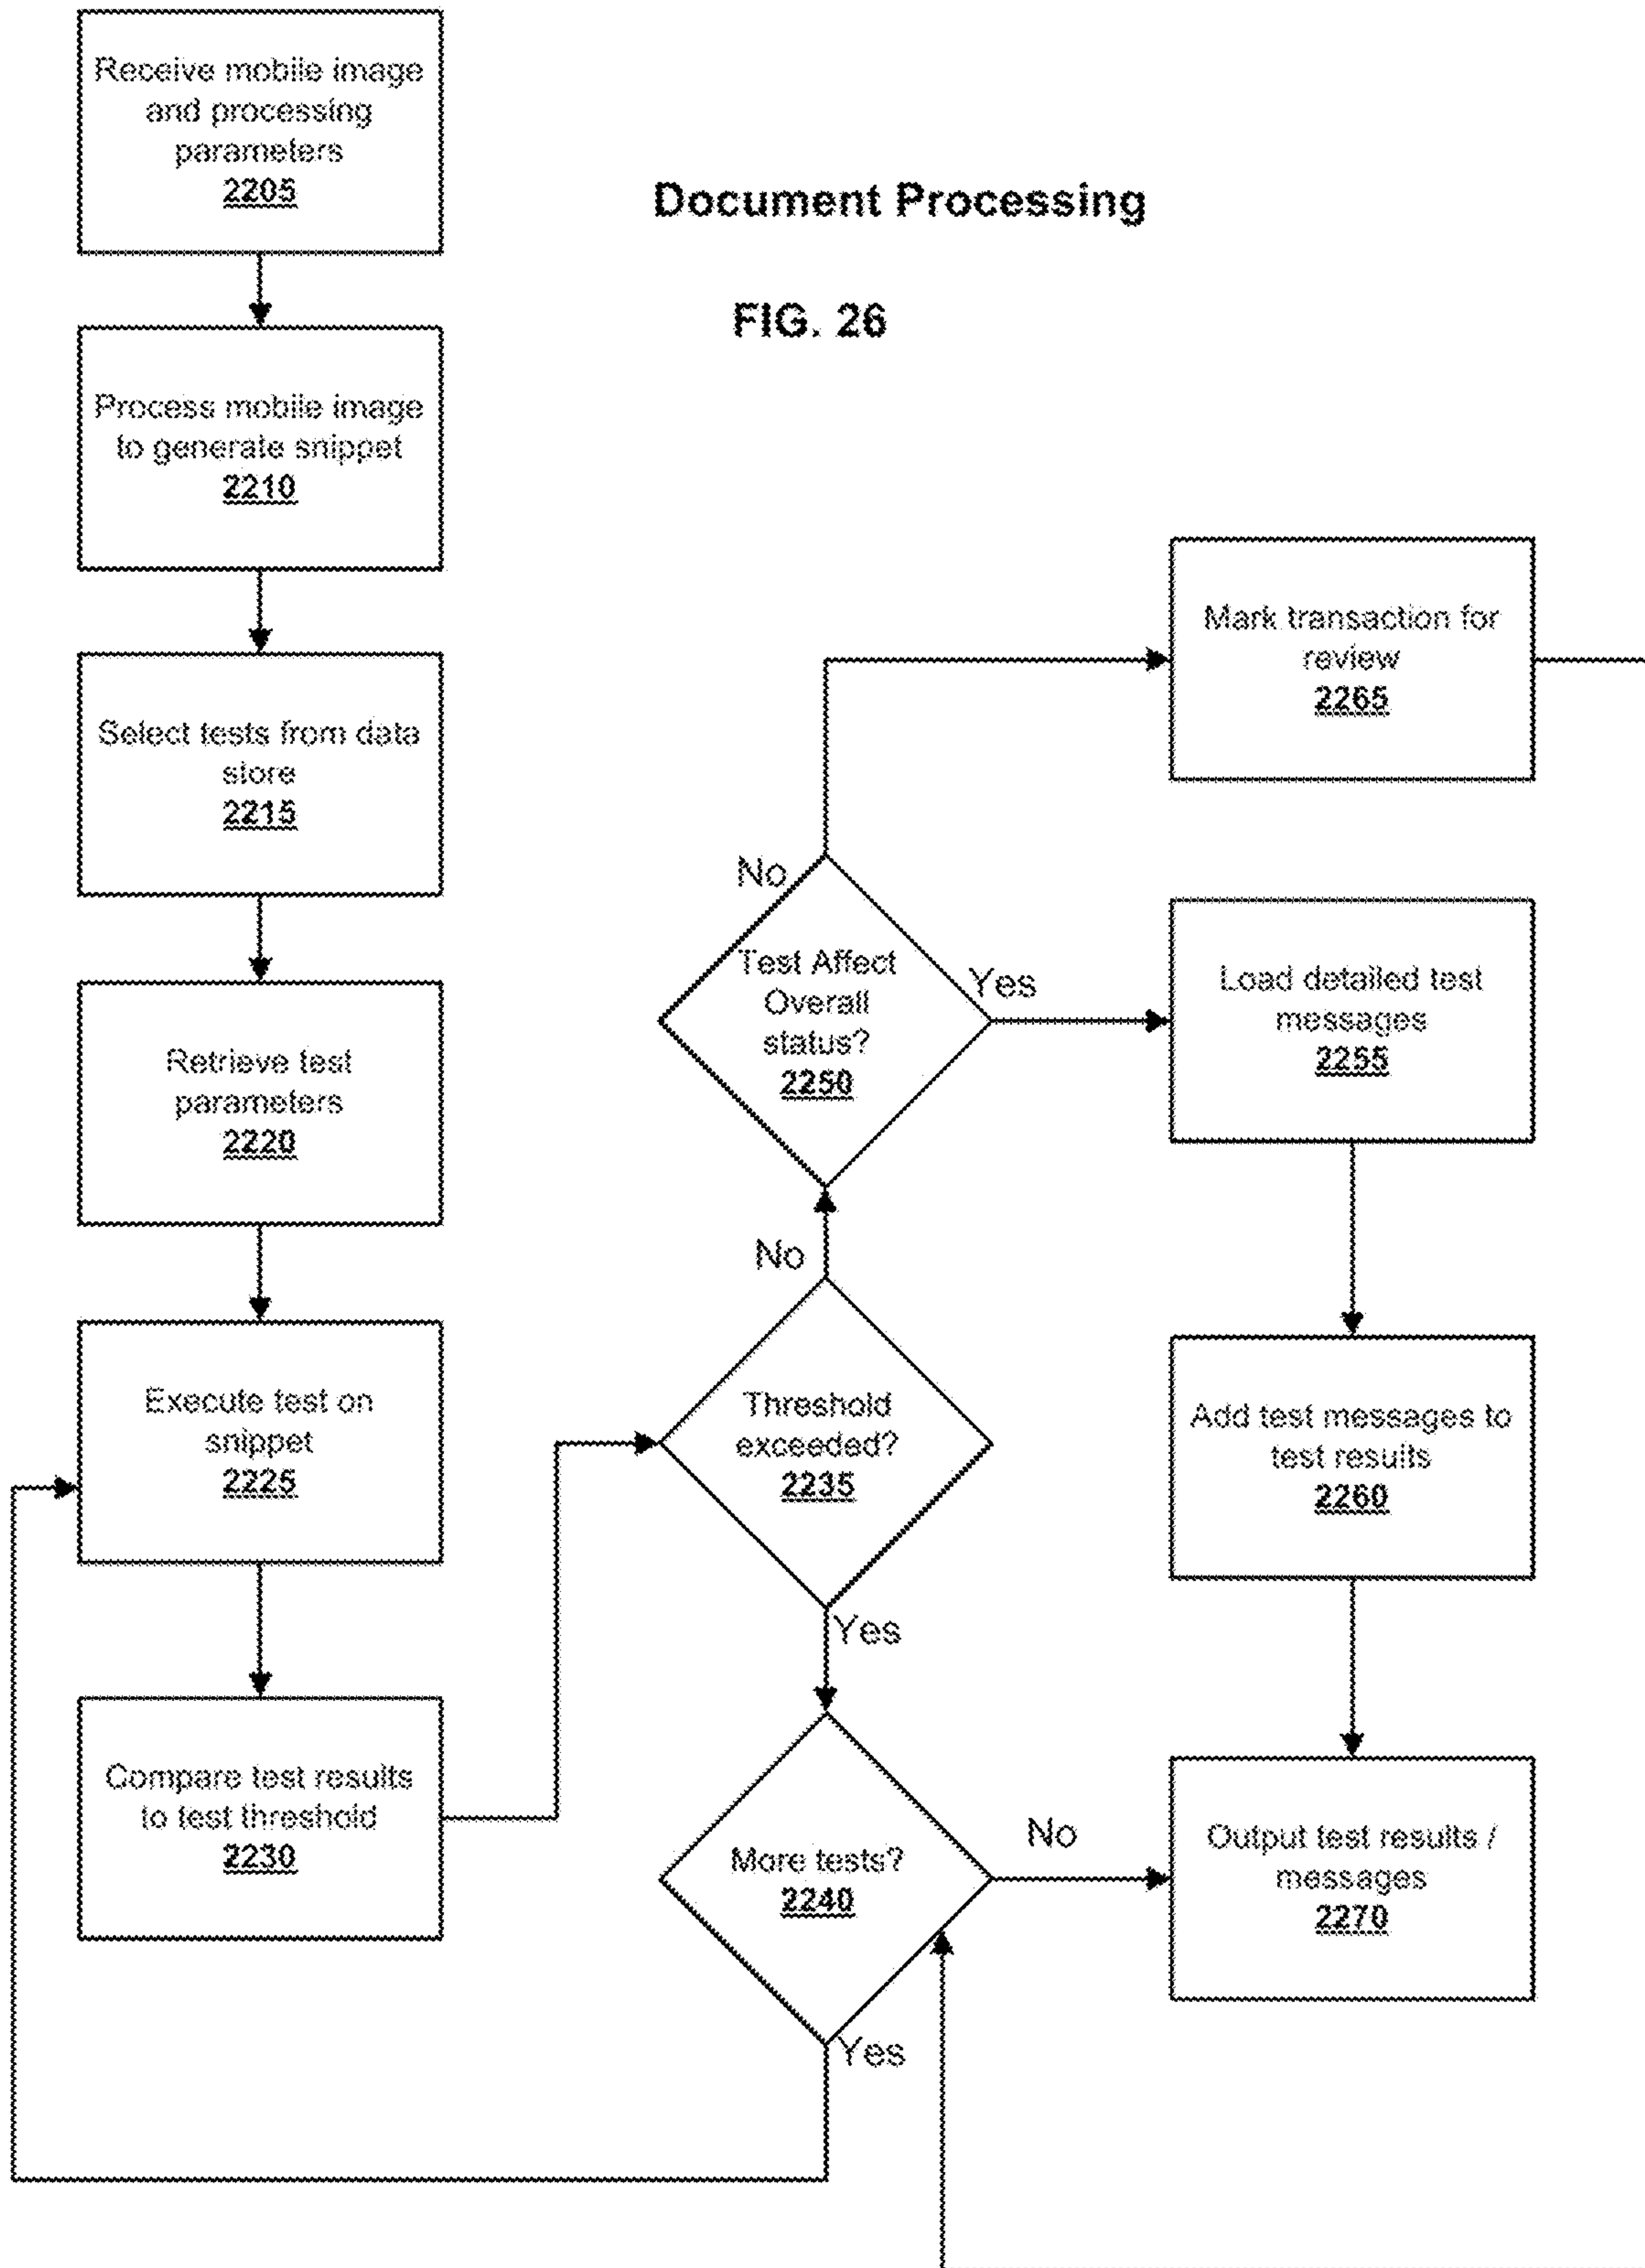 Receive mobile image
and processing
parameters
2205
Document Processing
FIG. 26
Process mobile image
to generate snippet
2210
Select tests from data
store
2215
Retrieve test
parameters
2220
Execute test on
snippet
2225
Compare test results
to test threshold
2230
Threshold
exceeded?
2235
No
Yes
Test Affect
Overall
status?
2250
No
Yes
Mark transaction for
review
2265
Load detailed test
messages
2255
Add test messages to
test results
2260
More tests?
2240
No
Yes
Output test results /
messages
2270